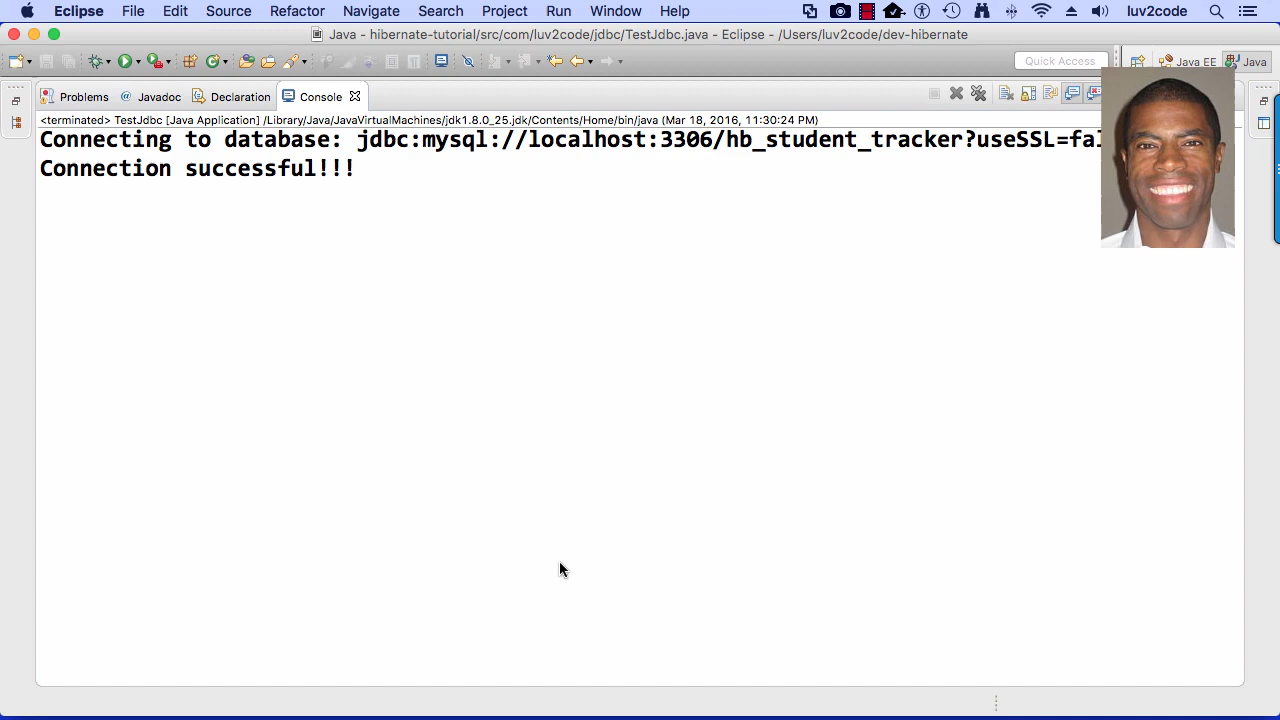 Eclipse File Edit Source Refactor Navigate Search Project Run Window Help luv2code
Java - hibernate-tutorial/src/com/luv2code/jdbc/TestJdbc.java - Eclipse - /Users/luv2code/dev-hibernate
Quick Access Java EE Java
Problems @ Javadoc Declaration Console
<terminated> TestJdbc [Java Application] /Library/Java/JavaVirtualMachines/jdk1.8.0_25.jdk/Contents/Home/bin/java (Mar 18, 2016, 11:30:24 PM)
Connecting to database: jdbc:mysql://localhost:3306/hb_student_tracker?useSSL=fal
Connection successful!!!